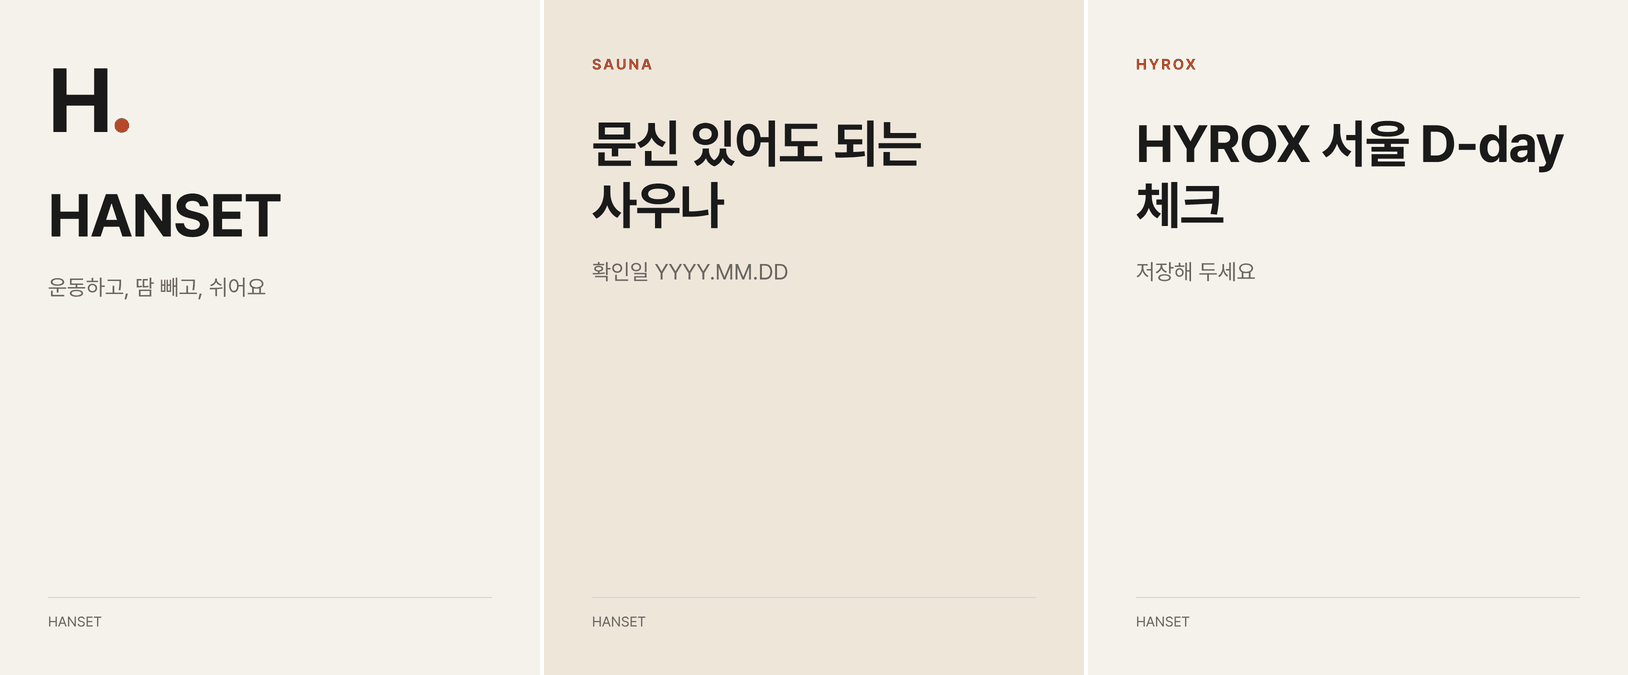 H.
HANSET
운동하고, 땀 빼고, 쉬어요
HANSET
SAUNA
문신 있어도 되는
사우나
확인일 YYYY.MM.DD
HANSET
HYROX
HYROX 서울 D-day
체크
저장해 두세요
HANSET